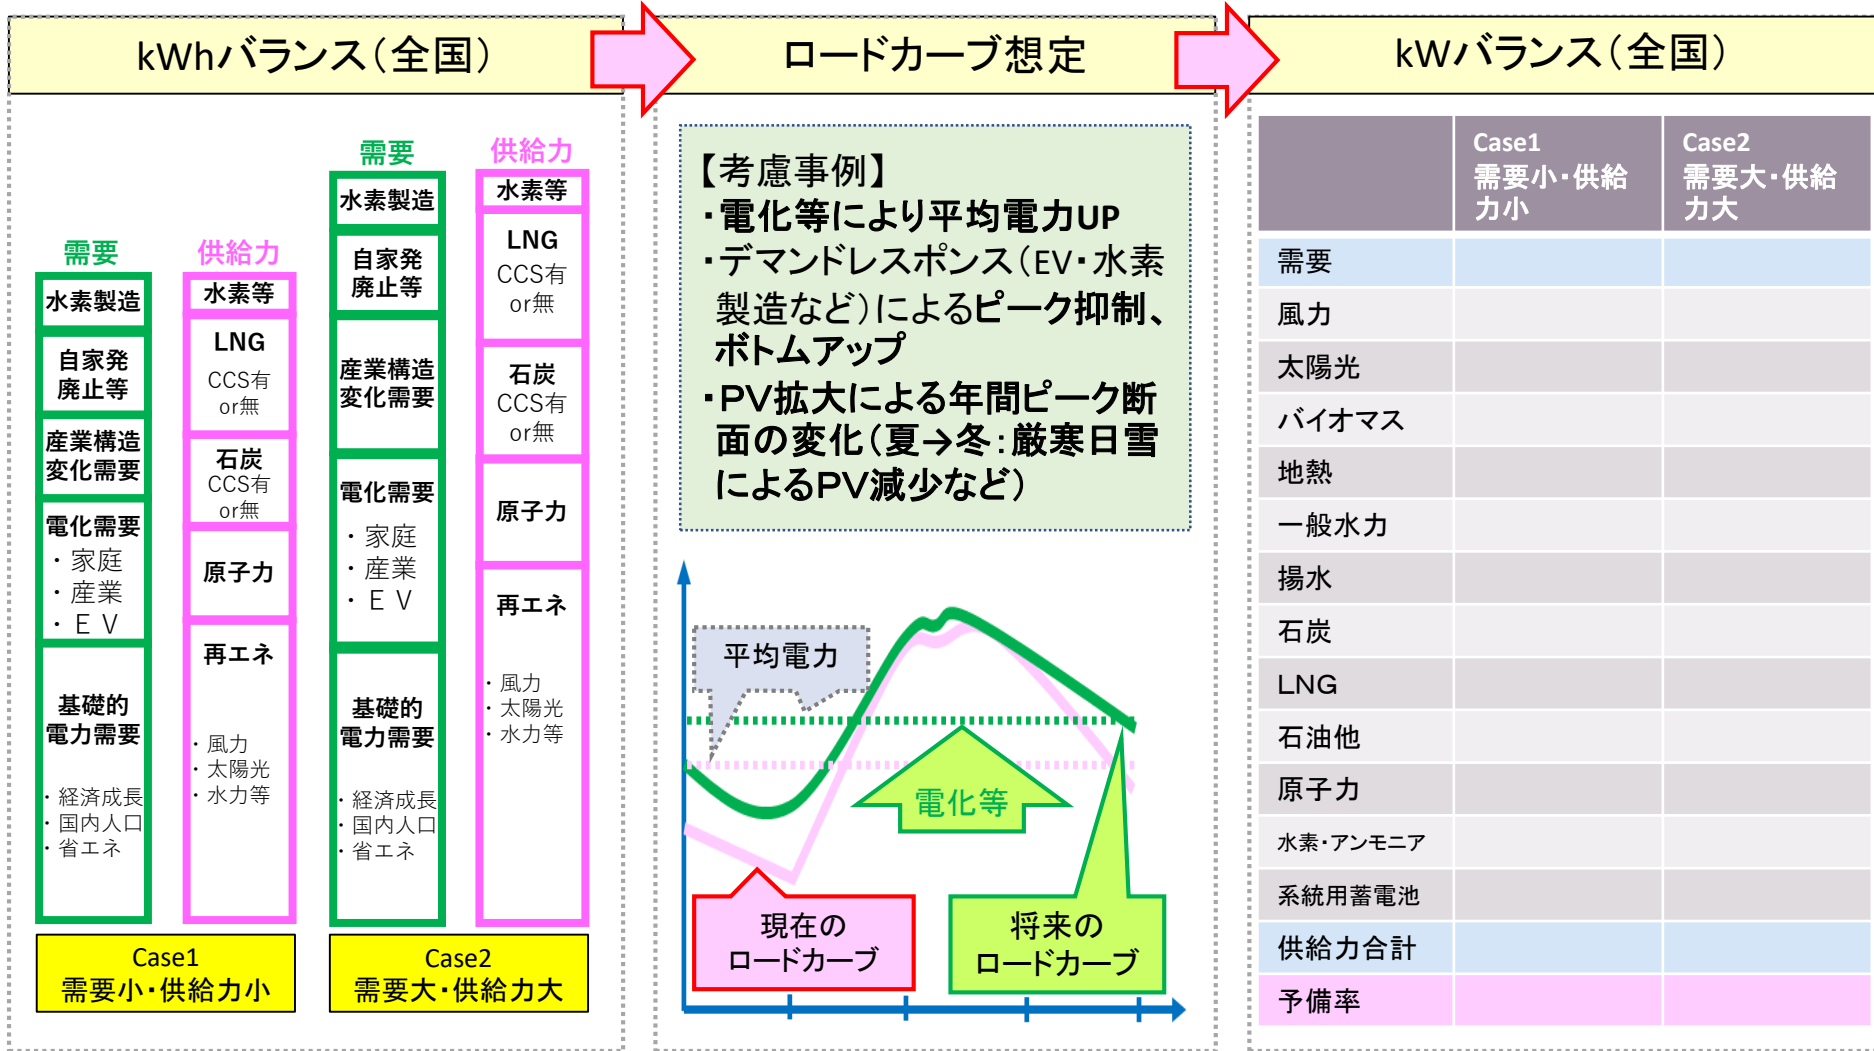 kWhバランス（全国）
ロードカーブ想定
kWバランス（全国）
需要
水素製造
自家発
廃止等
産業構造
変化需要
電化需要
・家庭
・産業
・ＥＶ
基礎的
電力需要
・経済成長
・国内人口
・省エネ
供給力
水素等
LNG
CCS有
or無
石炭
CCS有
or無
原子力
再エネ
・風力
・太陽光
・水力等
Case1
需要小・供給力小
需要
水素製造
自家発
廃止等
産業構造
変化需要
電化需要
・家庭
・産業
・ＥＶ
基礎的
電力需要
・経済成長
・国内人口
・省エネ
供給力
水素等
LNG
CCS有
or無
石炭
CCS有
or無
原子力
再エネ
・風力
・太陽光
・水力等
Case2
需要大・供給力大
【考慮事例】
・電化等により平均電力UP
・デマンドレスポンス（EV・水素
製造など）によるピーク抑制、
ボトムアップ
・ＰＶ拡大による年間ピーク断
面の変化（夏→冬：厳寒日雪
によるＰＶ減少など）
平均電力
電化等
現在の
ロードカーブ
将来の
ロードカーブ
Case1
需要小・供給
力小
Case2
需要大・供給
力大
需要
風力
太陽光
バイオマス
地熱
一般水力
揚水
石炭
ＬＮＧ
石油他
原子力
水素・アンモニア
系統用蓄電池
供給力合計
予備率